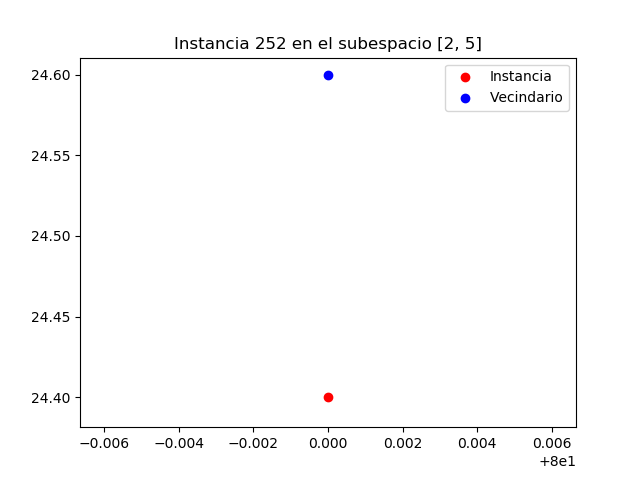 Instancia 252 en el subespacio [2, 5]
Instancia
Vecindario
24.60
24.55
24.50
24.45
24.40
−0.006 −0.004 −0.002 0.000 0.002 0.004 0.006
+8e1